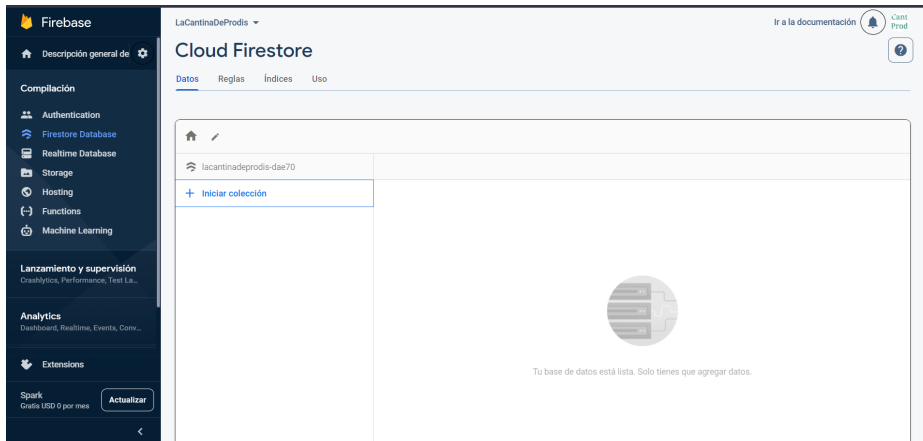 Firebase
Descripción general de
Compilación
Authentication
Firestore Database
Realtime Database
Storage
Hosting
Functions
Machine Learning
Lanzamiento y supervisión
Crashlytics, Performance, Test La...
Analytics
Dashboard, Realtime, Events, Conv...
Extensions
Spark
Gratis USD 0 por mes
Actualizar
LaCantinaDeProdis
Ir a la documentación
Cant
Prod
Cloud Firestore
Datos Reglas Índices Uso
lacantinadeprodis-dae70
Iniciar colección
Tu base de datos está lista. Solo tienes que agregar datos.